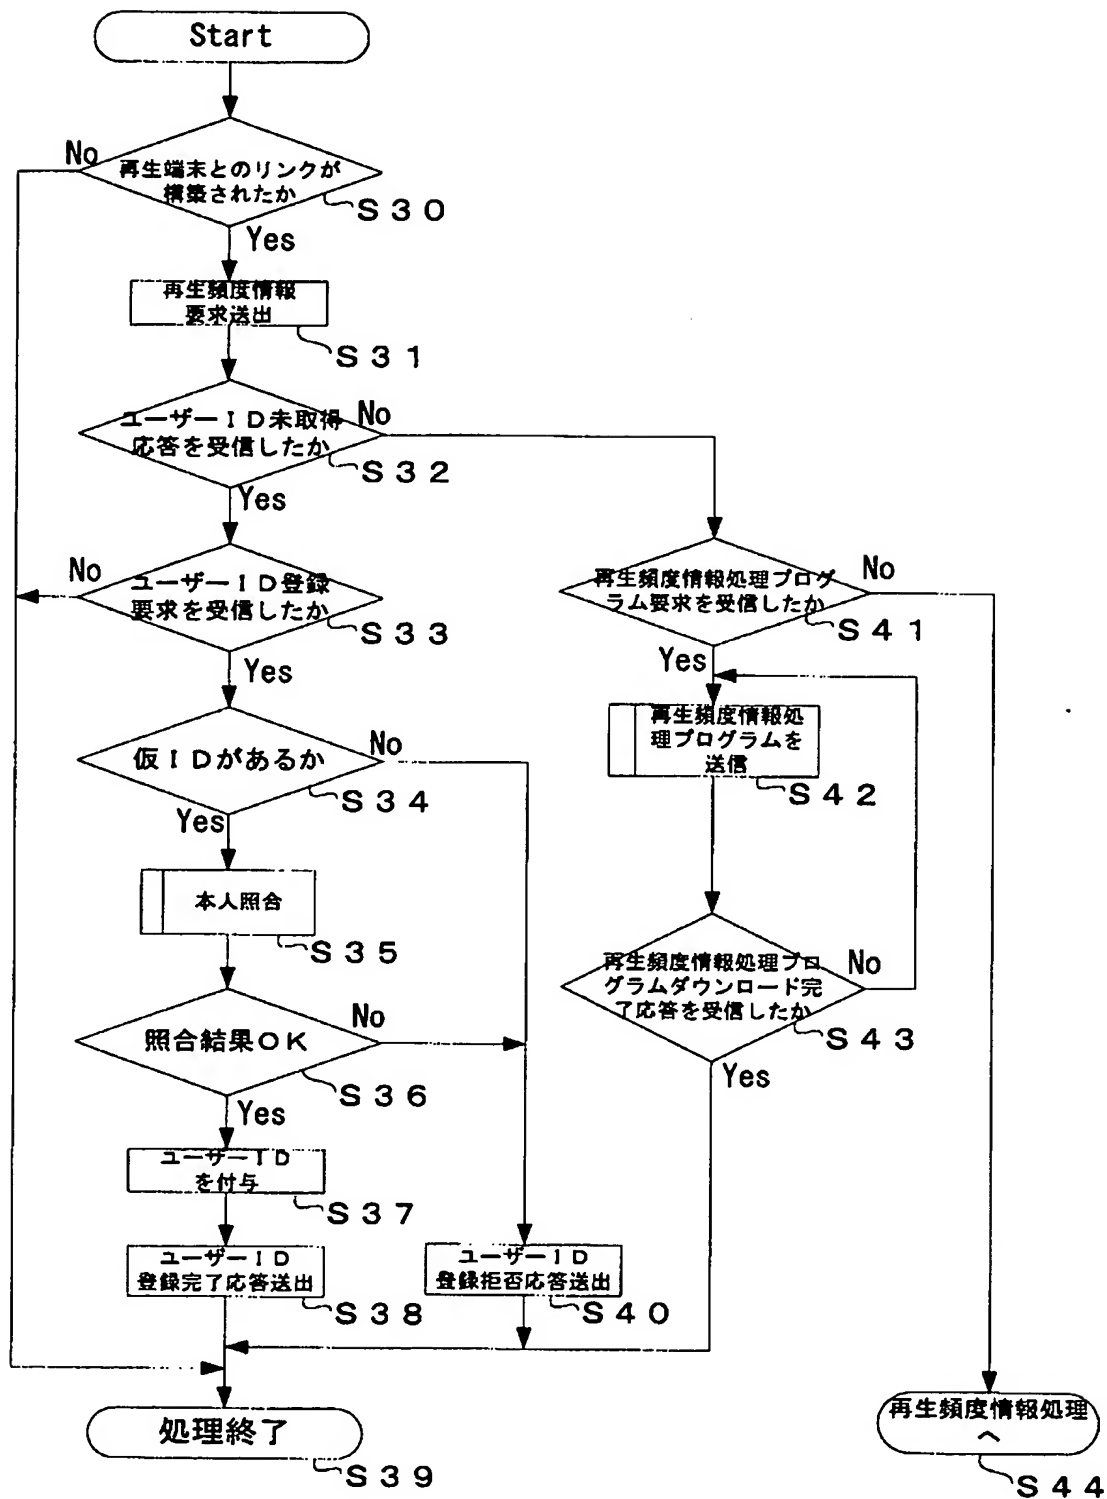 Start
No
再生端末とのリンクが
構築されたか
S30
Yes
再生頻度情報
要求送出
S31
ユーザーID未取得
応答を受信したか
No
S32
Yes
No
ユーザーID登録
要求を受信したか
S33
Yes
仮IDがあるか
No
S34
Yes
本人照合
S35
照合結果OK
No
S36
Yes
ユーザーID
を付与
S37
ユーザーID
登録完了応答送出
S38
ユーザーID
登録拒否応答送出
S40
処理終了
S39
再生頻度情報処理プログ
ラム要求を受信したか
No
S41
Yes
再生頻度情報処
理プログラムを
送信
S42
再生頻度情報処理プロ
グラムダウンロード完
了応答を受信したか
No
S43
Yes
再生頻度情報処理
へ
S44